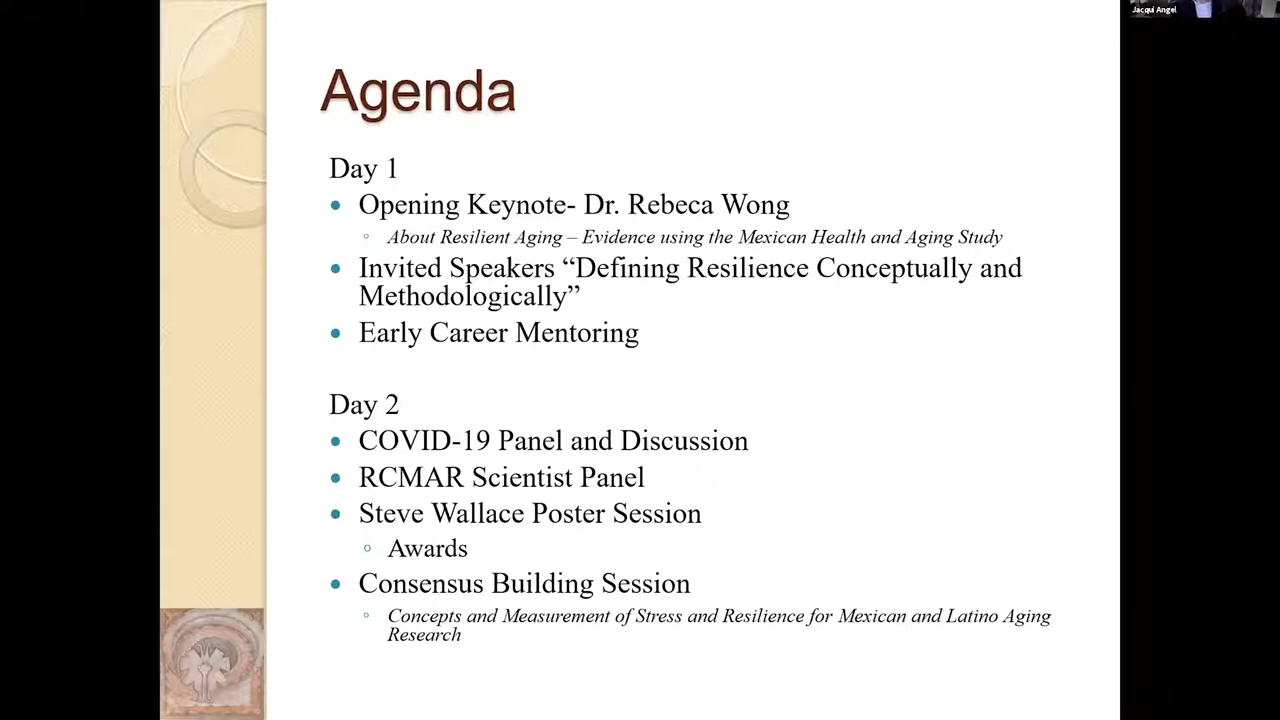 Jacqui Angel
Agenda
Day 1
• Opening Keynote- Dr. Rebeca Wong
◦ About Resilient Aging – Evidence using the Mexican Health and Aging Study
• Invited Speakers “Defining Resilience Conceptually and
Methodologically”
• Early Career Mentoring
Day 2
• COVID-19 Panel and Discussion
• RCMAR Scientist Panel
• Steve Wallace Poster Session
◦ Awards
• Consensus Building Session
◦ Concepts and Measurement of Stress and Resilience for Mexican and Latino Aging
Research